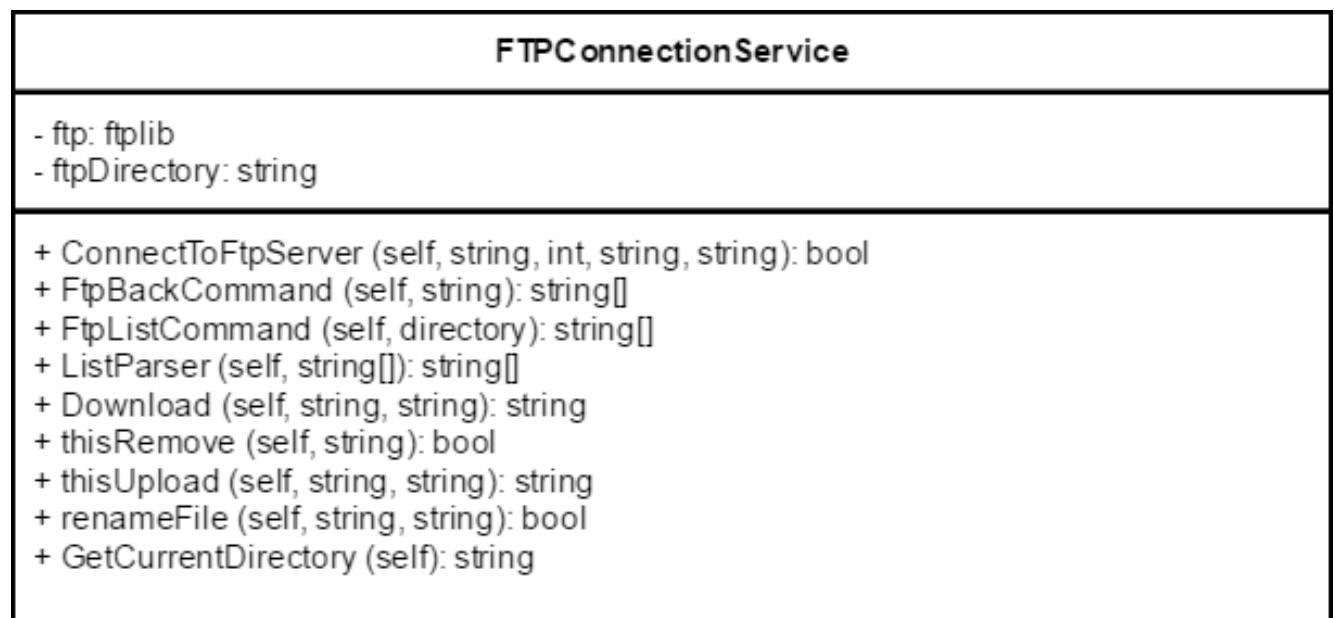 FTPConnectionService
- ftp: ftplib
- ftpDirectory: string
+ ConnectToFtpServer (self, string, int, string, string): bool
+ FtpBackCommand (self, string): string[]
+ FtpListCommand (self, directory): string[]
+ ListParser (self, string[]): string[]
+ Download (self, string, string): string
+ thisRemove (self, string): bool
+ thisUpload (self, string, string): string
+ renameFile (self, string, string): bool
+ GetCurrentDirectory (self): string